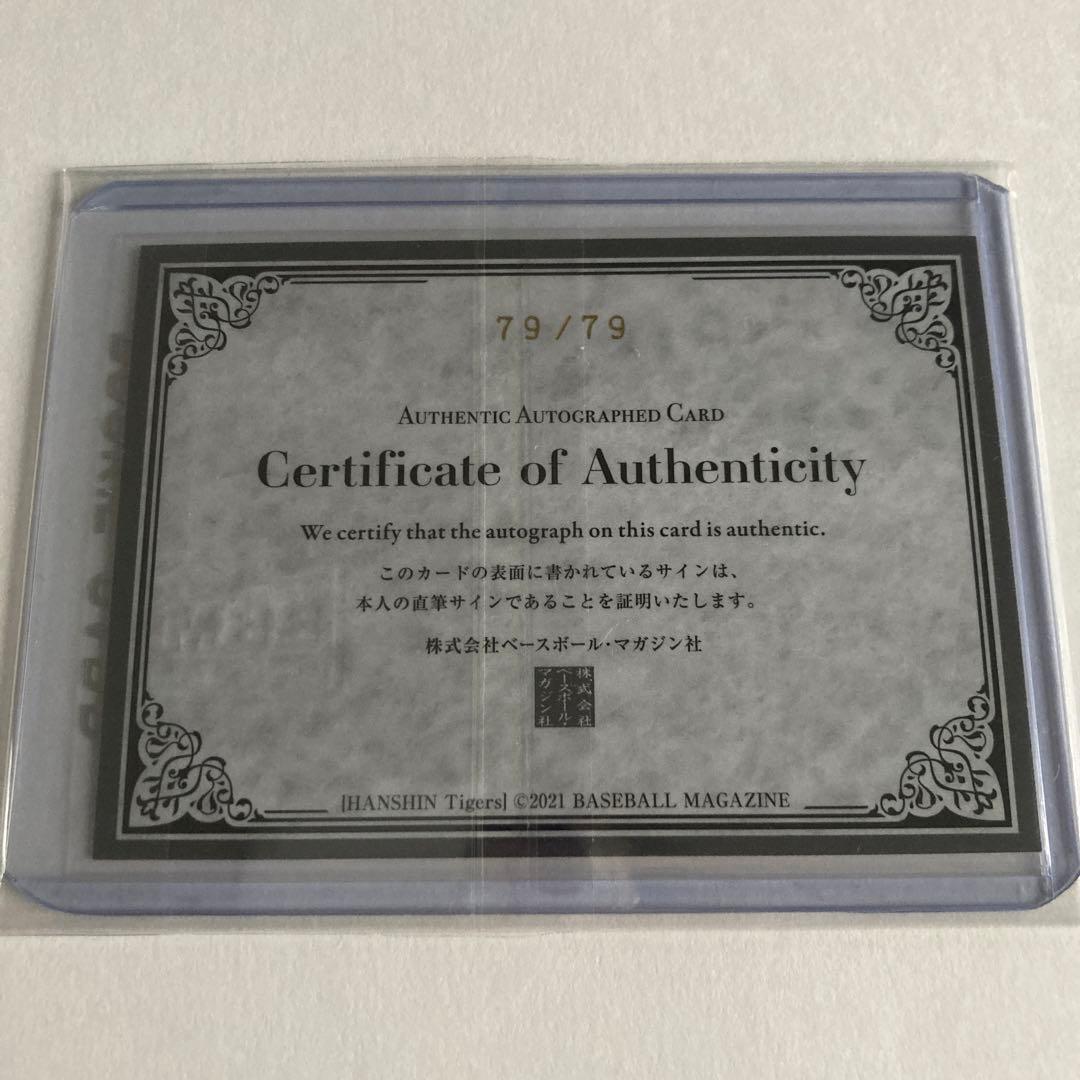 79/79
AUTHENTIC AUTOGRAPHED CARD
Certificate of Authenticity
We certify that the autograph on this card is authentic.
このカードの表面に書かれているサインは、
本人の直筆サインであることを証明いたします。
株式会社ベースボール・マガジン社
株式会社
ベースボール・
マガジン社
[HANSHIN Tigers] ©2021 BASEBALL MAGAZINE